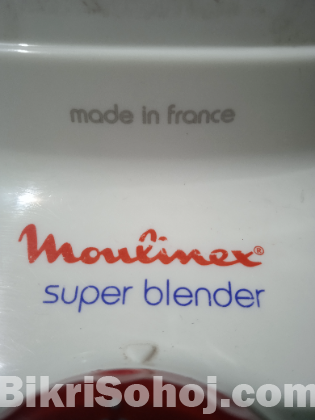 made in france
Moulinex®
super blender
BikriSohoj.com